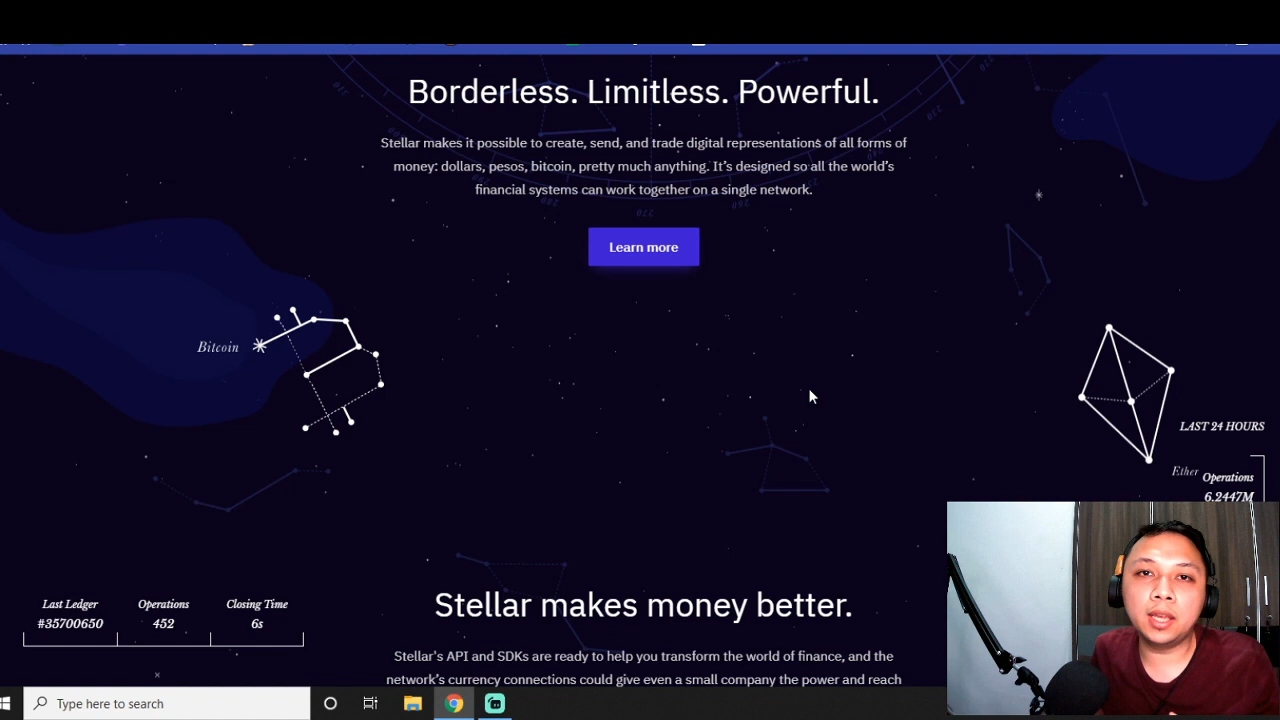 Borderless. Limitless. Powerful.
Stellar makes it possible to create, send, and trade digital representations of all forms of
money: dollars, pesos, bitcoin, pretty much anything. It's designed so all the world's
financial systems can work together on a single network.
Learn more
Bitcoin
LAST 24 HOURS
Ether
Operations
6.2447M
Stellar makes money better.
Last Ledger
#35700650
Operations
452
Closing Time
6s
Stellar's API and SDKs are ready to help you transform the world of finance, and the
network's currency connections could give even a small company the power and reach
Type here to search